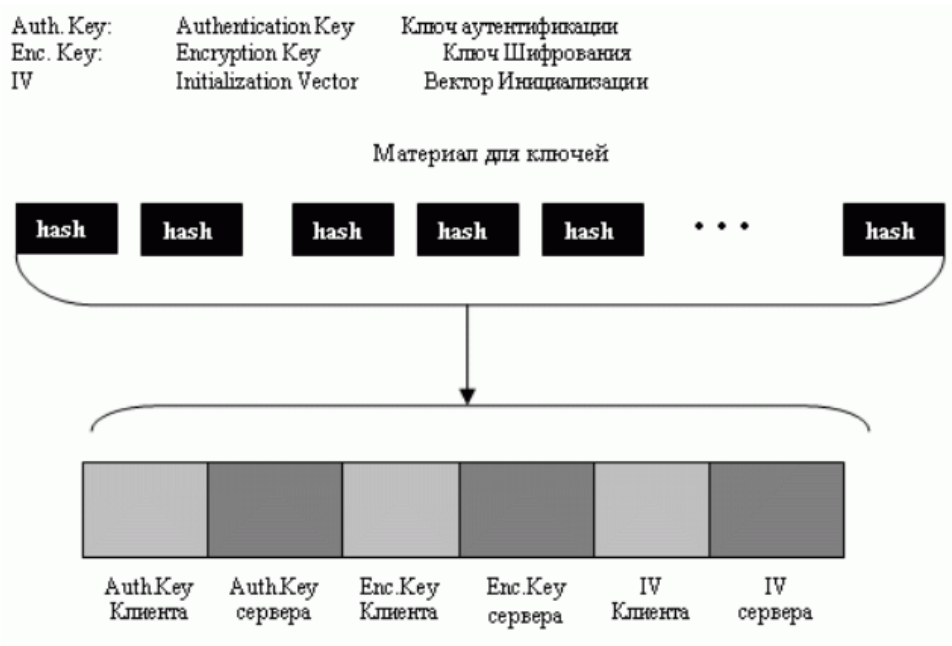 Auth. Key: Authentication Key Ключ аутентификации
Enc. Key: Encryption Key Ключ Шифрования
IV Initialization Vector Вектор Инициализации
Материал для ключей
hash hash hash hash hash • • • hash
Auth.Key Auth.Key Enc.Key Enc.Key IV IV
Клиента сервера Клиента сервера Клиента сервера